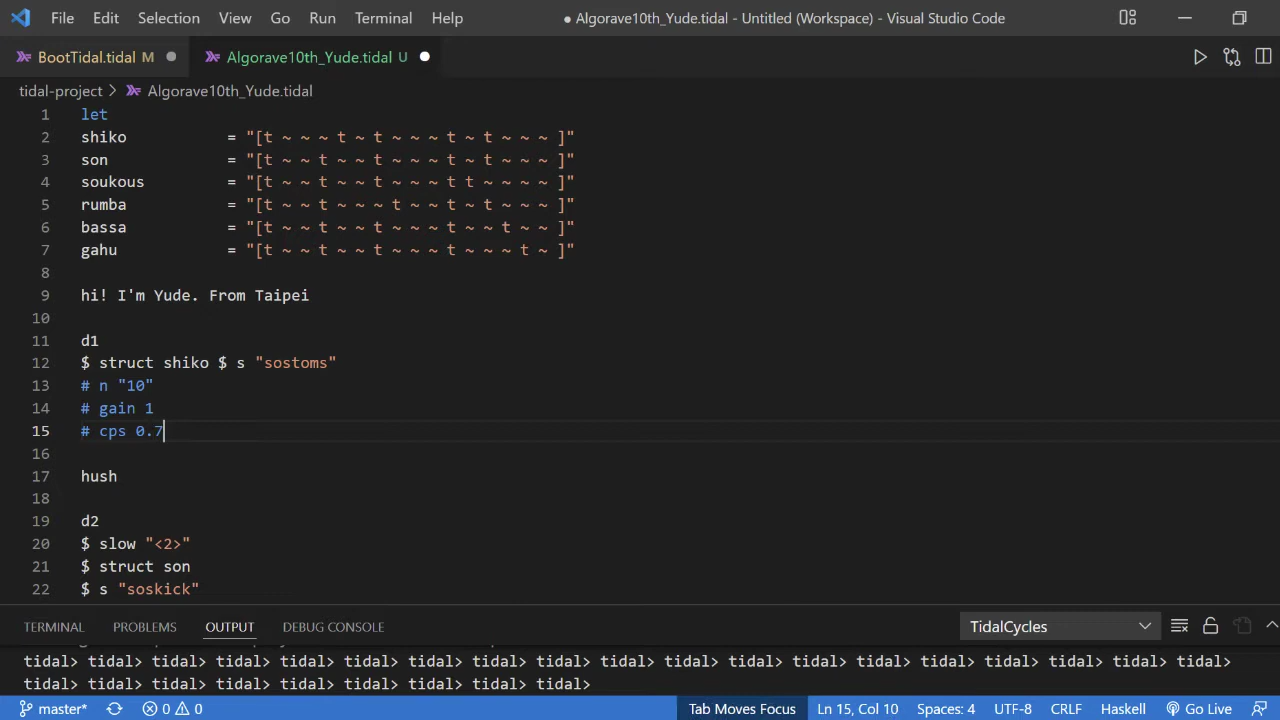 File Edit Selection View Go Run Terminal Help ● Algorave10th_Yude.tidal - Untitled (Workspace) - Visual Studio Code
BootTidal.tidal M Algorave10th_Yude.tidal U
tidal-project > Algorave10th_Yude.tidal
1 let
2 shiko = "[t ~ ~ ~ t ~ t ~ ~ ~ t ~ t ~ ~ ~ ]"
3 son = "[t ~ ~ t ~ ~ t ~ ~ ~ t ~ t ~ ~ ~ ]"
4 soukous = "[t ~ ~ t ~ ~ t ~ ~ ~ t t ~ ~ ~ ~ ]"
5 rumba = "[t ~ ~ t ~ ~ ~ t ~ ~ t ~ t ~ ~ ~ ]"
6 bassa = "[t ~ ~ t ~ ~ t ~ ~ ~ t ~ ~ t ~ ~ ]"
7 gahu = "[t ~ ~ t ~ ~ t ~ ~ ~ t ~ ~ ~ t ~ ]"
8
9 hi! I'm Yude. From Taipei
10
11 d1
12 $ struct shiko $ s "sostoms"
13 # n "10"
14 # gain 1
15 # cps 0.7
16
17 hush
18
19 d2
20 $ slow "<2>"
21 $ struct son
22 $ s "soskick"
TERMINAL PROBLEMS OUTPUT DEBUG CONSOLE TidalCycles
tidal> tidal> tidal> tidal> tidal> tidal> tidal> tidal> tidal> tidal> tidal> tidal> tidal> tidal> tidal> tidal> tidal> tidal> tidal>
tidal> tidal> tidal> tidal> tidal> tidal> tidal> tidal> tidal>
master* 0 0 Tab Moves Focus Ln 15, Col 10 Spaces: 4 UTF-8 CRLF Haskell Go Live